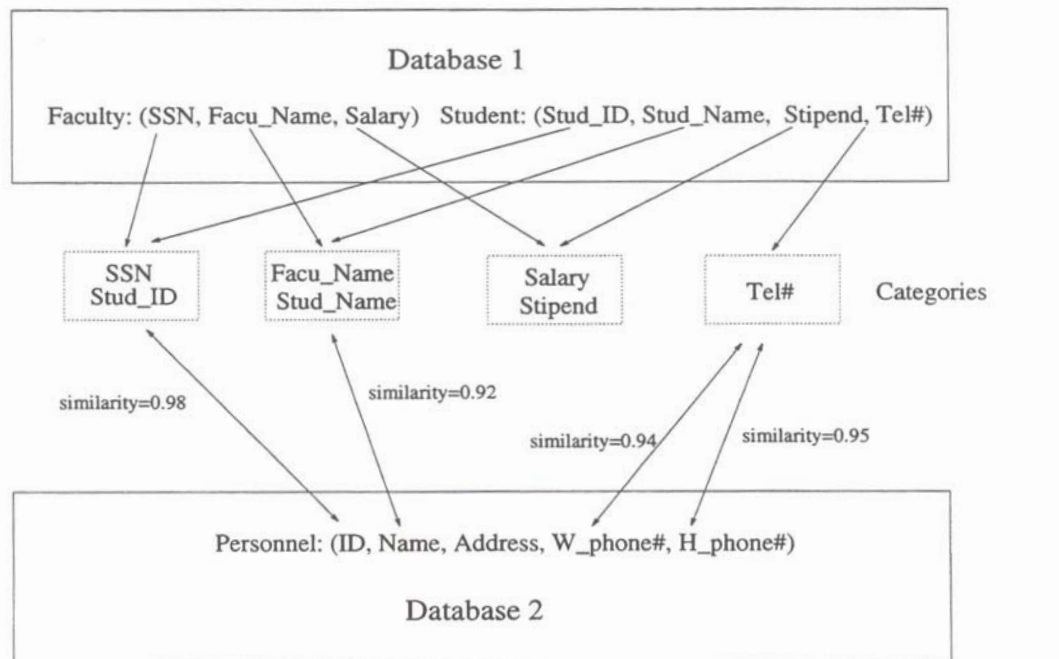 Database 1
Faculty: (SSN, Facu_Name, Salary) Student: (Stud_ID, Stud_Name, Stipend, Tel#)
SSN
Stud_ID
Facu_Name
Stud_Name
Salary
Stipend
Tel#
Categories
similarity=0.98
similarity=0.92
similarity=0.94
similarity=0.95
Personnel: (ID, Name, Address, W_phone#, H_phone#)
Database 2